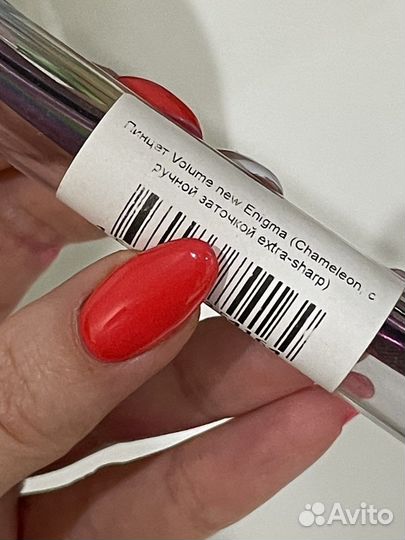 Пинцет Volume new Enigma (Chameleon, с
ручной заточкой extra-sharp)
Avito